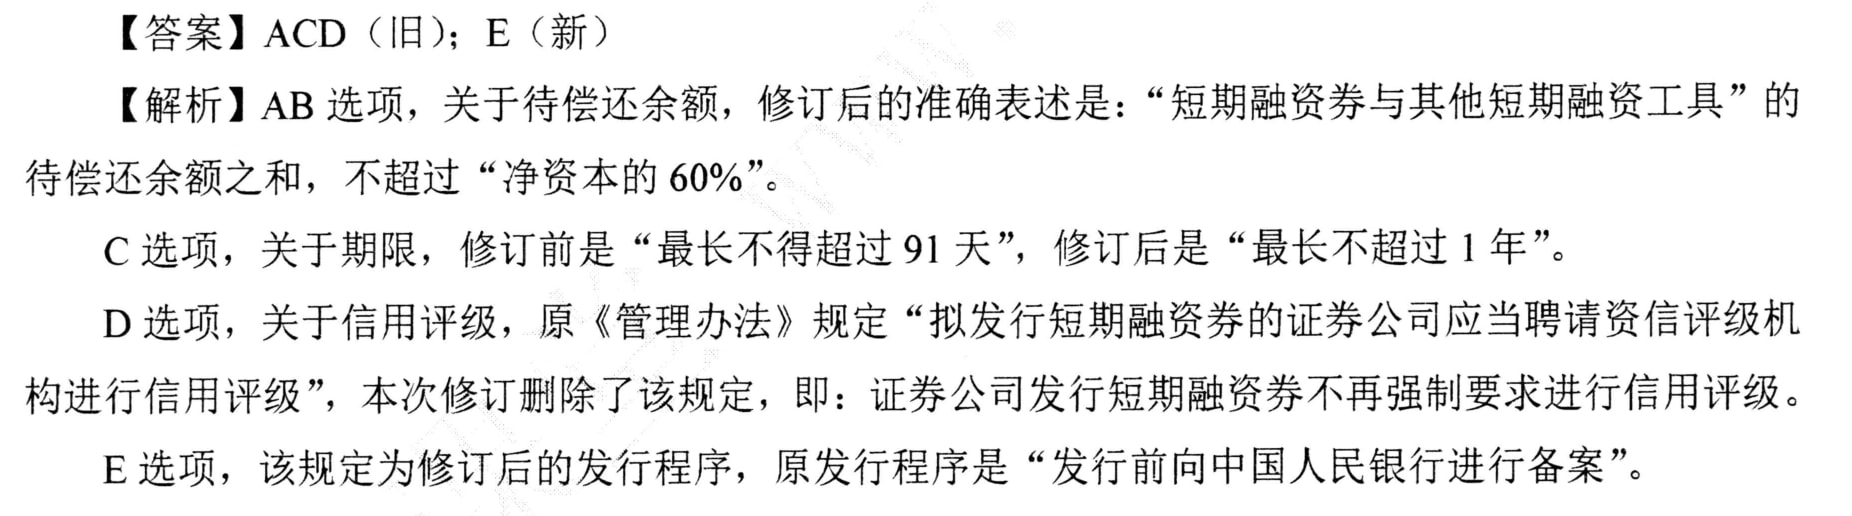 【答案】ACD（旧）；E（新）
【解析】AB 选项，关于待偿还余额，修订后的准确表述是：“短期融资券与其他短期融资工具”的
待偿还余额之和，不超过“净资本的 60%”。
C 选项，关于期限，修订前是“最长不得超过 91 天”，修订后是“最长不超过 1 年”。
D 选项，关于信用评级，原《管理办法》规定“拟发行短期融资券的证券公司应当聘请资信评级机
构进行信用评级”，本次修订删除了该规定，即：证券公司发行短期融资券不再强制要求进行信用评级。
E 选项，该规定为修订后的发行程序，原发行程序是“发行前向中国人民银行进行备案”。